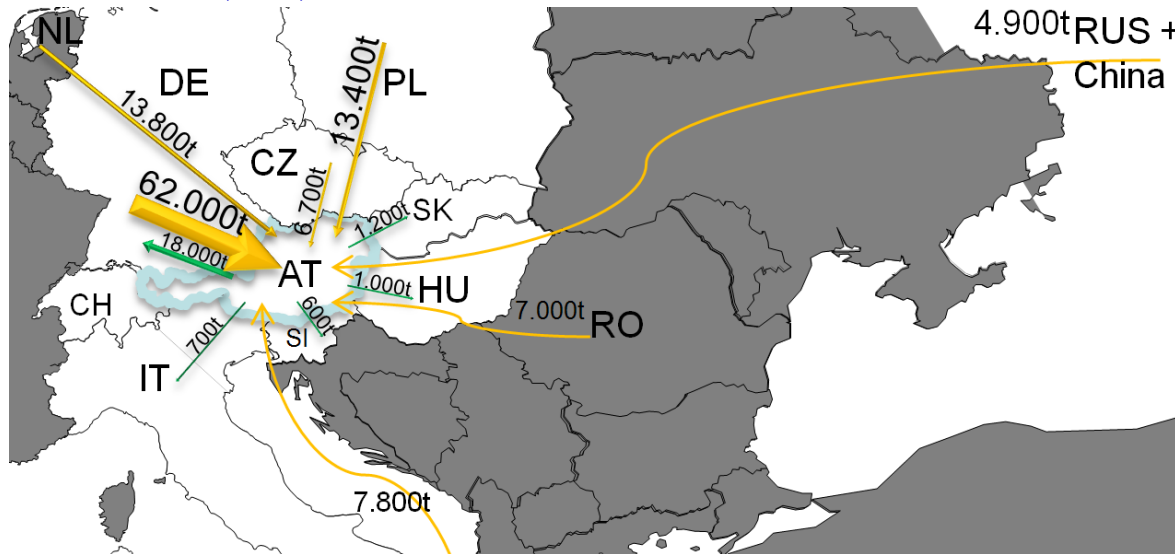 NL
4.900t RUS +
China
DE
PL
13.800t
13.400t
CZ
6.700t
62.000t
SK
1.200t
18.000t
AT
HU
1.000t
CH
600t
7.000t
RO
700t
SI
IT
7.800t